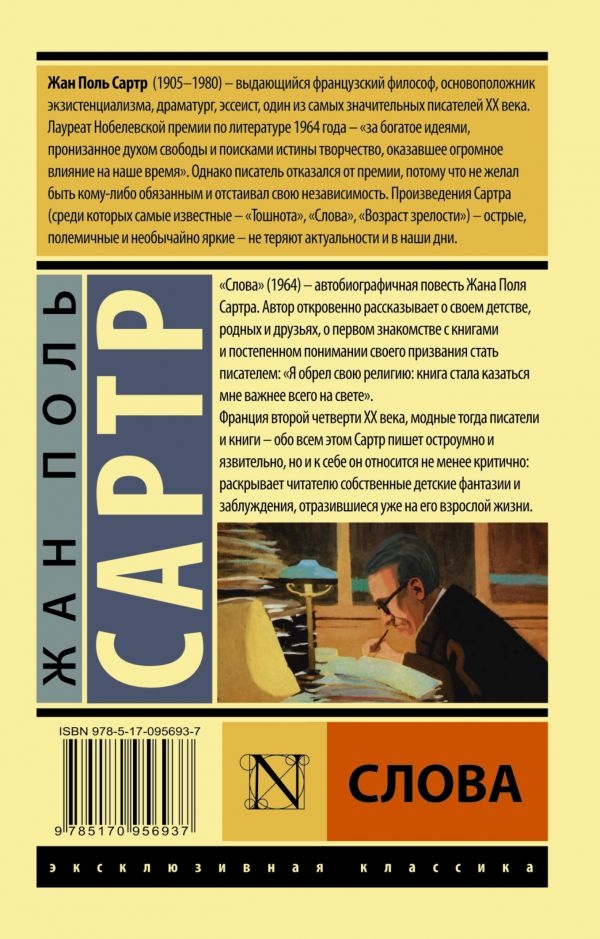 Жан Поль Сартр (1905–1980) – выдающийся французский философ, основоположник
экзистенциализма, драматург, эссеист, один из самых значительных писателей XX века.
Лауреат Нобелевской премии по литературе 1964 года – «за богатое идеями,
пронизанное духом свободы и поисками истины творчество, оказавшее огромное
влияние на наше время». Однако писатель отказался от премии, потому что не желал
быть кому-либо обязанным и отстаивал свою независимость. Произведения Сартра
(среди которых самые известные – «Тошнота», «Слова», «Возраст зрелости») – острые,
полемичные и необычайно яркие – не теряют актуальности и в наши дни.
ЖАН ПОЛЬ
САРТР
«Слова» (1964) – автобиографичная повесть Жана Поля
Сартра. Автор откровенно рассказывает о своем детстве,
родных и друзьях, о первом знакомстве с книгами
и постепенном понимании своего призвания стать
писателем: «Я обрел свою религию: книга стала казаться
мне важнее всего на свете».
Франция второй четверти XX века, модные тогда писатели
и книги – обо всем этом Сартр пишет остроумно и
язвительно, но и к себе он относится не менее критично:
раскрывает читателю собственные детские фантазии и
заблуждения, отразившиеся уже на его взрослой жизни.
ISBN 978-5-17-095693-7
9 785170 956937
N
СЛОВА
эксклюзивная классика